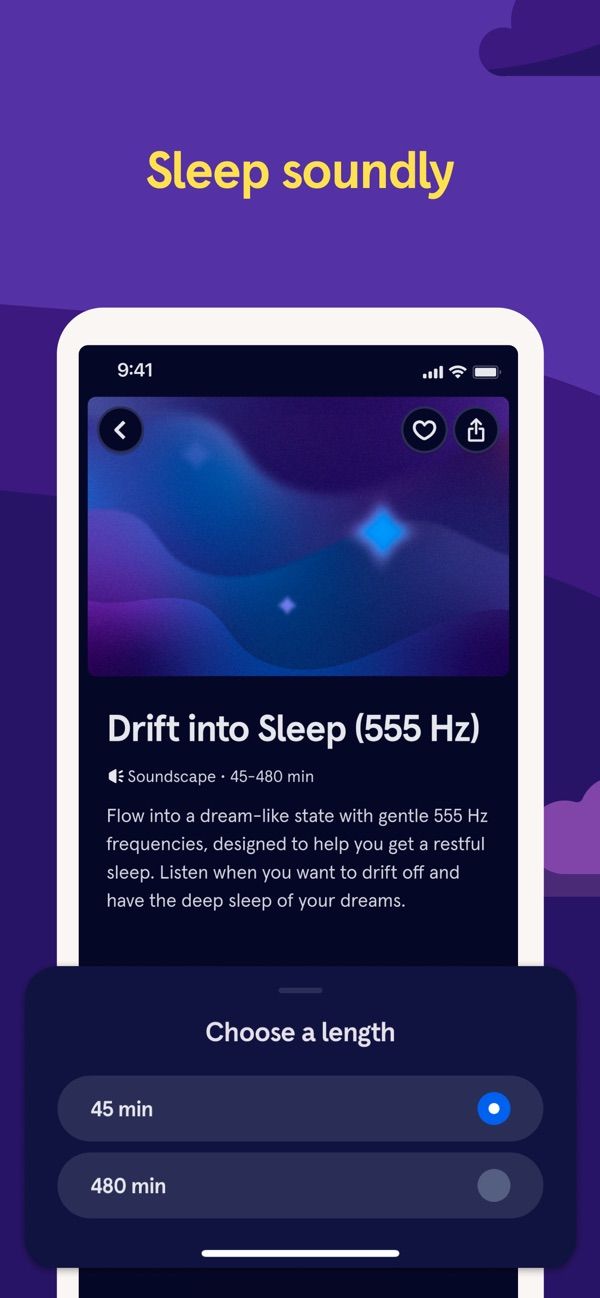 Sleep soundly
9:41
Drift into Sleep (555 Hz)
Soundscape • 45-480 min
Flow into a dream-like state with gentle 555 Hz
frequencies, designed to help you get a restful
sleep. Listen when you want to drift off and
have the deep sleep of your dreams.
Choose a length
45 min
480 min